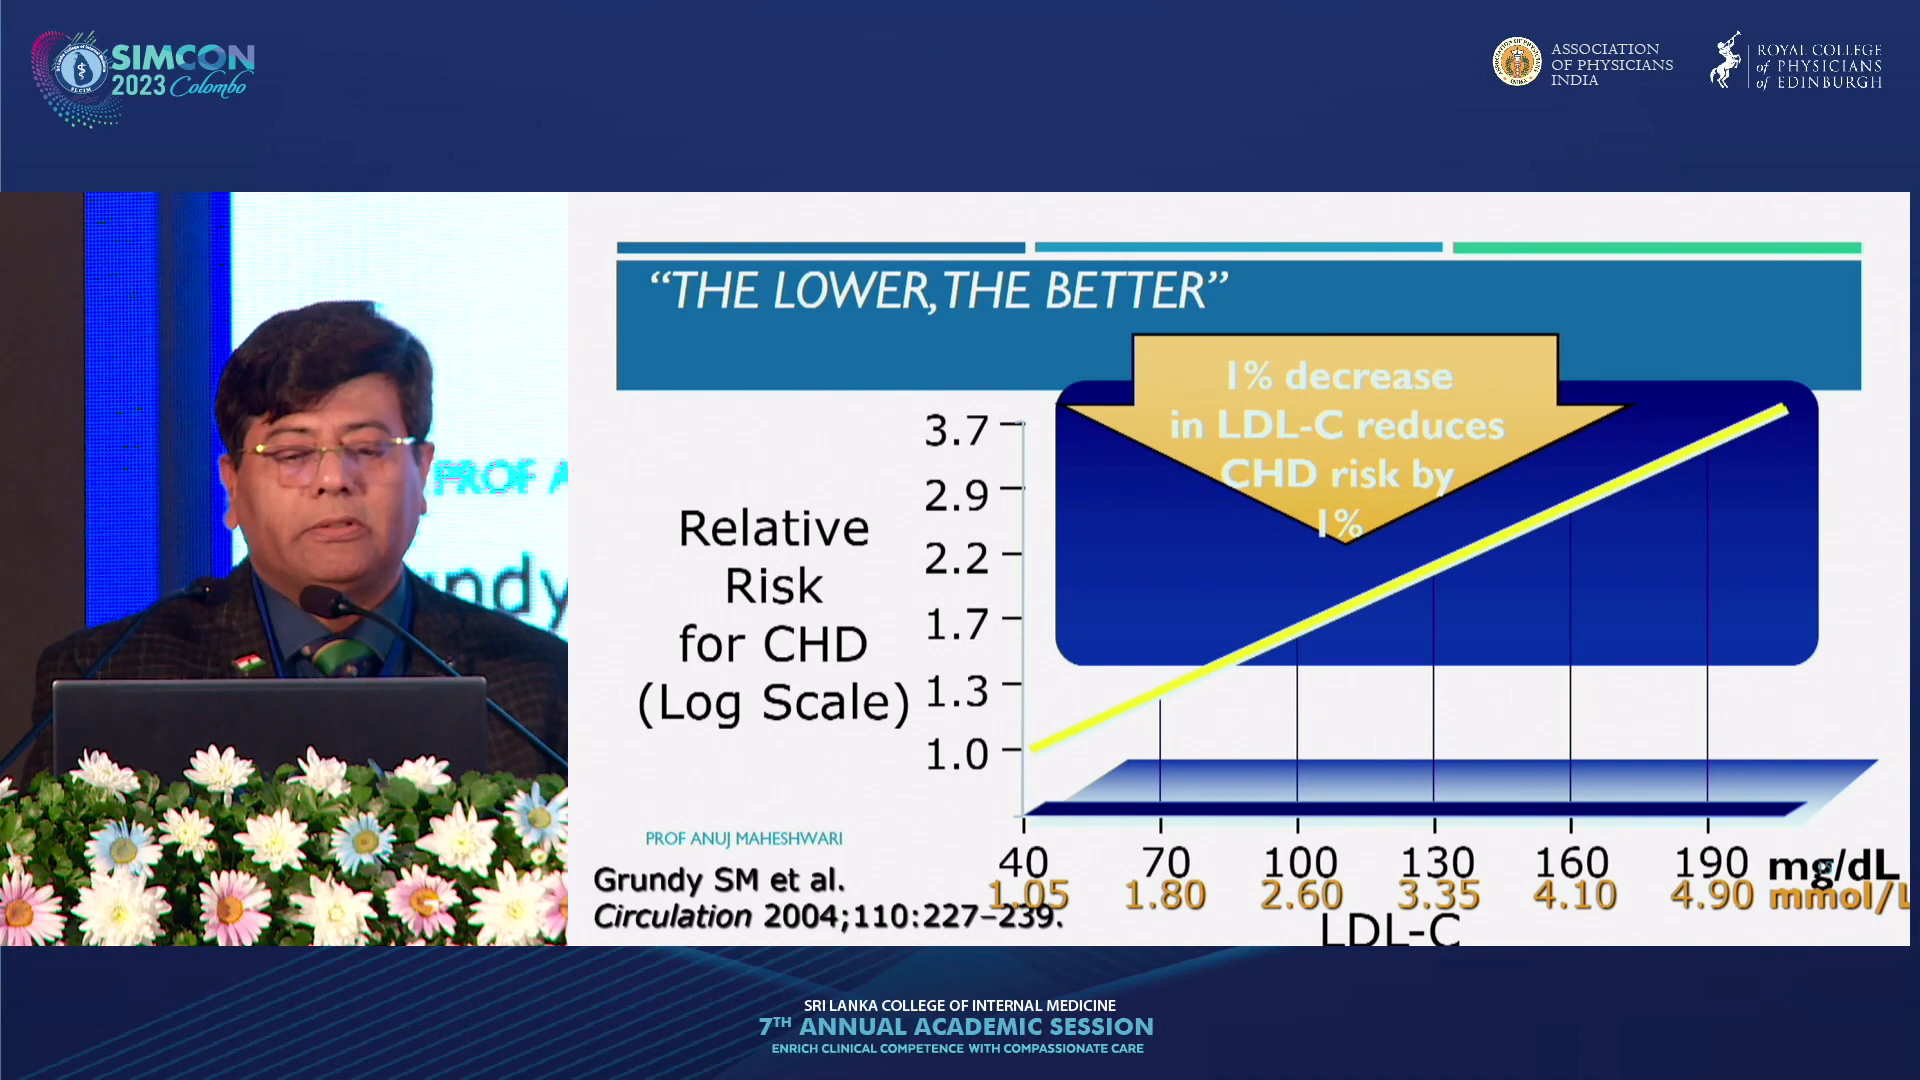 SIMCON
2023 Colombo
SLCIM
ASSOCIATION
OF PHYSICIANS
INDIA
ROYAL COLLEGE
of PHYSICIANS
of EDINBURGH
PROF A
ndy
“THE LOWER, THE BETTER”
1% decrease
in LDL-C reduces
CHD risk by
1%
Relative
Risk
for CHD
(Log Scale)
3.7
2.9
2.2
1.7
1.3
1.0
40 70 100 130 160 190 mg/dL
1.05 1.80 2.60 3.35 4.10 4.90 mmol/L
LDL-C
PROF ANUJ MAHESHWARI
Grundy SM et al.
Circulation 2004;110:227–239.
SRI LANKA COLLEGE OF INTERNAL MEDICINE
7TH ANNUAL ACADEMIC SESSION
ENRICH CLINICAL COMPETENCE WITH COMPASSIONATE CARE